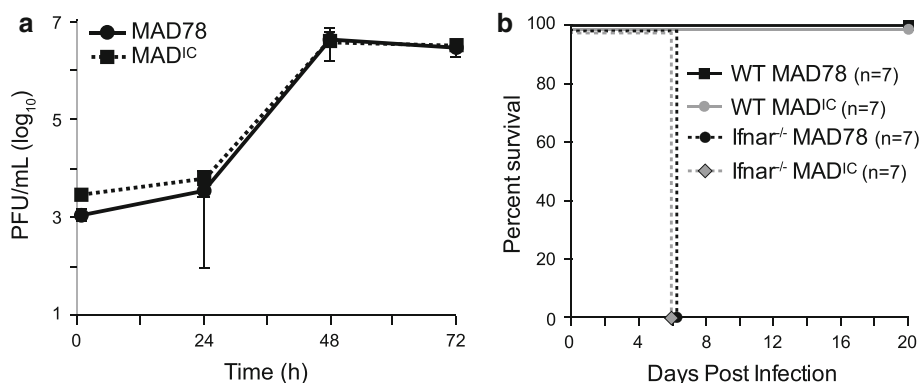 a
MAD78
MADᴵᶜ
PFU/mL (log₁₀)
7
5
3
1
0 24 48 72
Time (h)
b
Percent survival
100
80
60
40
20
0
WT MAD78 (n=7)
WT MADᴵᶜ (n=7)
Ifnar⁻/⁻ MAD78 (n=7)
Ifnar⁻/⁻ MADᴵᶜ (n=7)
0 4 8 12 16 20
Days Post Infection